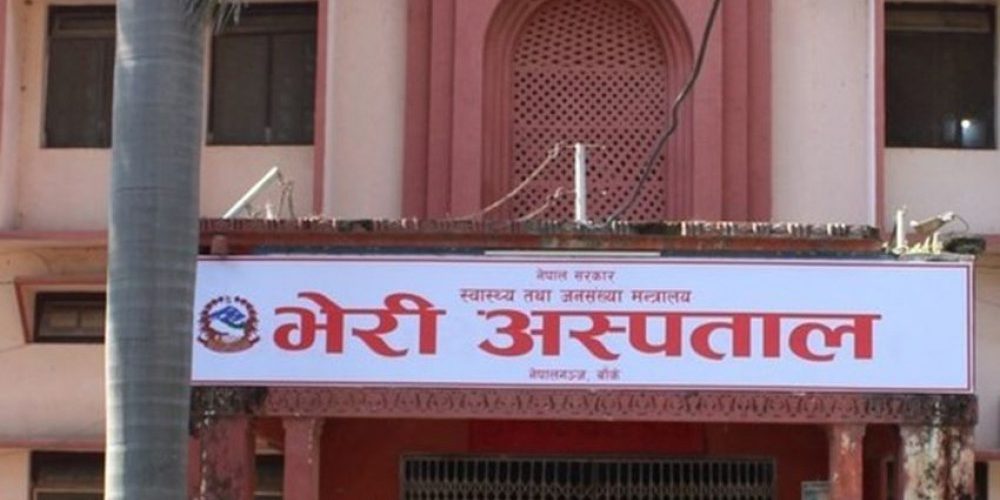 नेपाल सरकार
स्वास्थ्य तथा जनसंख्या मन्त्रालय
भेरी अस्पताल
नेपालगञ्ज, बाँके